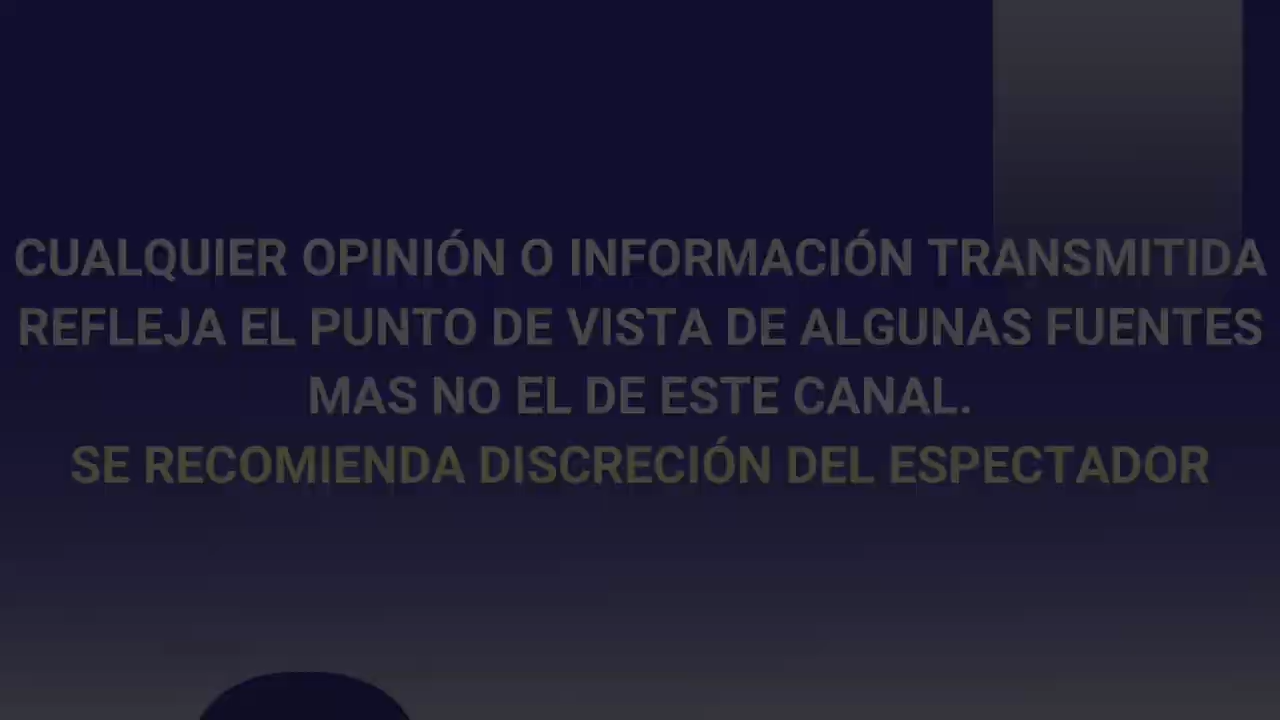 CUALQUIER OPINIÓN O INFORMACIÓN TRANSMITIDA
REFLEJA EL PUNTO DE VISTA DE ALGUNAS FUENTES
MAS NO EL DE ESTE CANAL.
SE RECOMIENDA DISCRECIÓN DEL ESPECTADOR